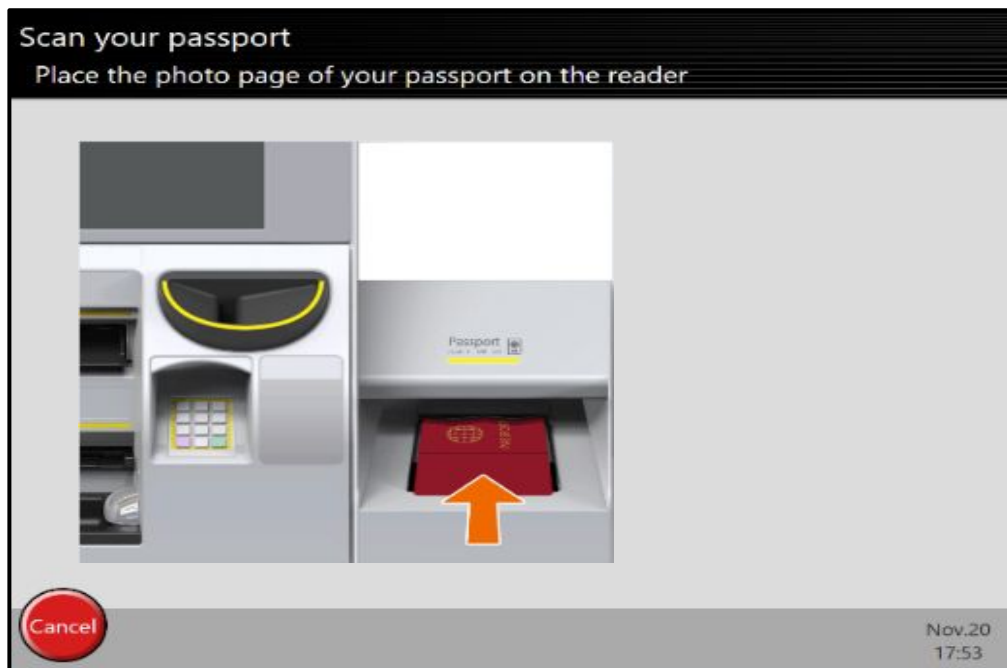 Scan your passport
Place the photo page of your passport on the reader
Passport
Cancel
Nov.20
17:53